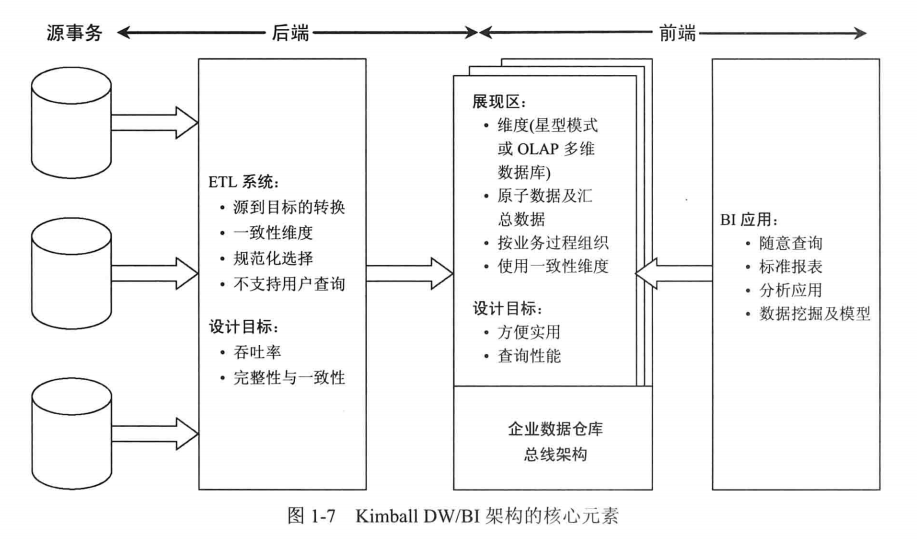 源事务
后端
前端
ETL 系统：
• 源到目标的转换
• 一致性维度
• 规范化选择
• 不支持用户查询
设计目标：
• 吞吐率
• 完整性与一致性
展现区：
• 维度(星型模式
或 OLAP 多维
数据库)
• 原子数据及汇
总数据
• 按业务过程组织
• 使用一致性维度
设计目标：
• 方便实用
• 查询性能
企业数据仓库
总线架构
BI 应用：
• 随意查询
• 标准报表
• 分析应用
• 数据挖掘及模型
图 1-7 Kimball DW/BI 架构的核心元素